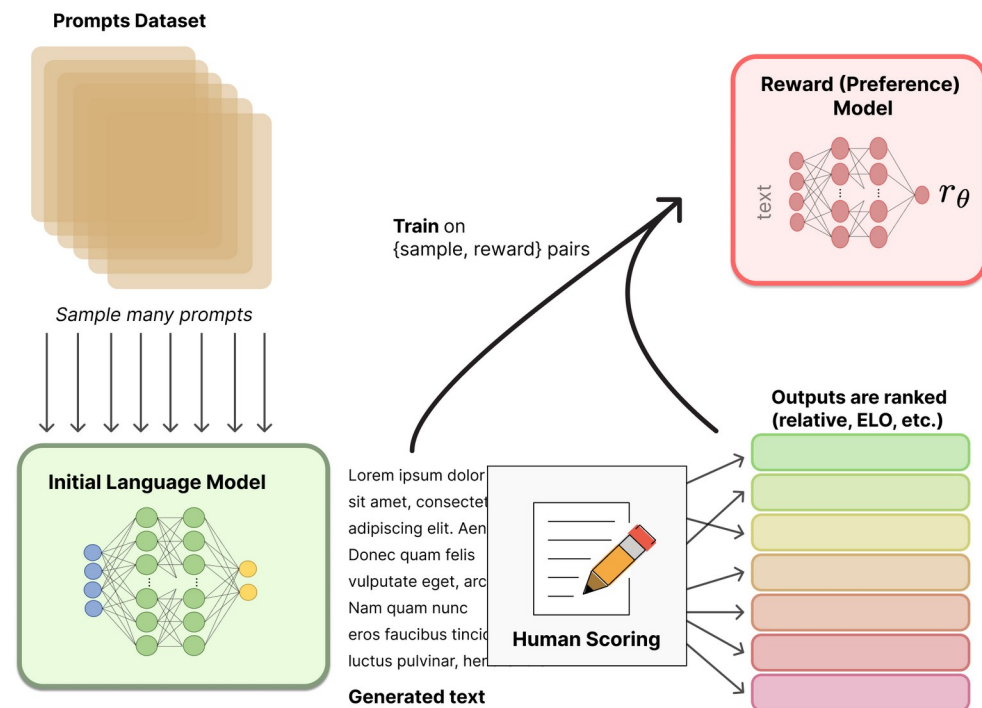 Prompts Dataset
Sample many prompts
Initial Language Model
Train on
{sample, reward} pairs
Reward (Preference)
Model
text
r_θ
Lorem ipsum dolor
sit amet, consectet
adipiscing elit. Aen
Donec quam felis
vulputate eget, arc
Nam quam nunc
eros faucibus tincid
luctus pulvinar, her
Generated text
Human Scoring
Outputs are ranked
(relative, ELO, etc.)